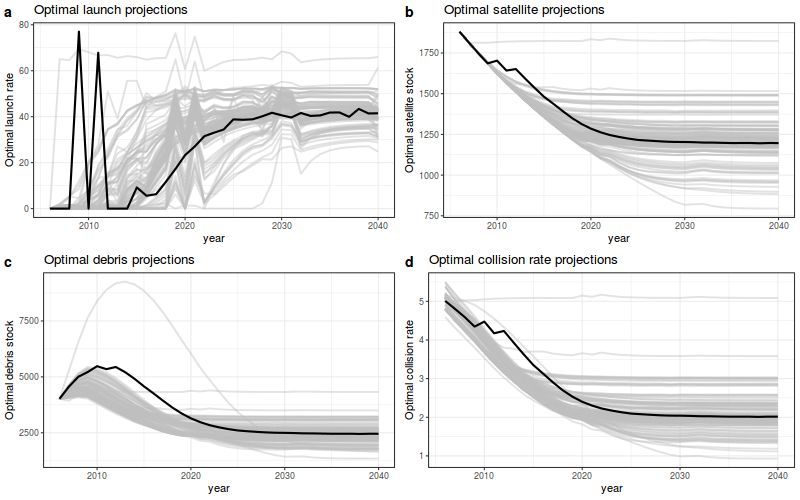 a Optimal launch projections
Optimal launch rate
80
60
40
20
0
2010 2020 2030 2040
year
b Optimal satellite projections
Optimal satellite stock
1750
1500
1250
1000
750
2010 2020 2030 2040
year
c Optimal debris projections
Optimal debris stock
7500
5000
2500
2010 2020 2030 2040
year
d Optimal collision rate projections
Optimal collision rate
5
4
3
2
1
2010 2020 2030 2040
year